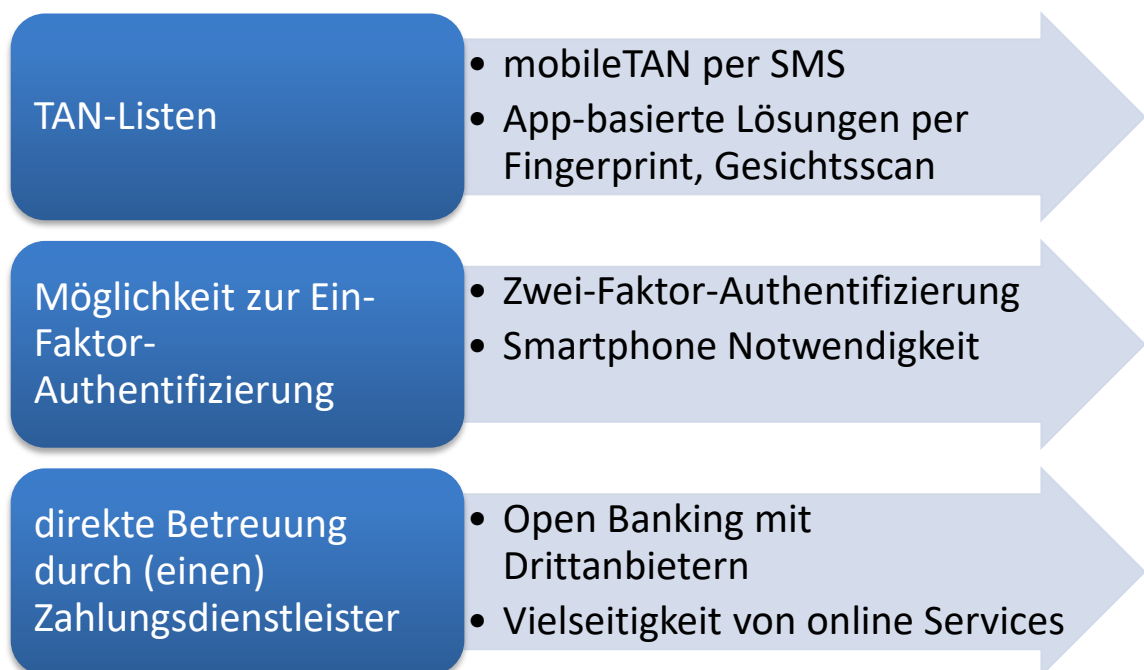 TAN-Listen
• mobileTAN per SMS
• App-basierte Lösungen per
Fingerprint, Gesichtsscan
Möglichkeit zur Ein-
Faktor-
Authentifizierung
• Zwei-Faktor-Authentifizierung
• Smartphone Notwendigkeit
direkte Betreuung
durch (einen)
Zahlungsdienstleister
• Open Banking mit
Drittanbietern
• Vielseitigkeit von online Services